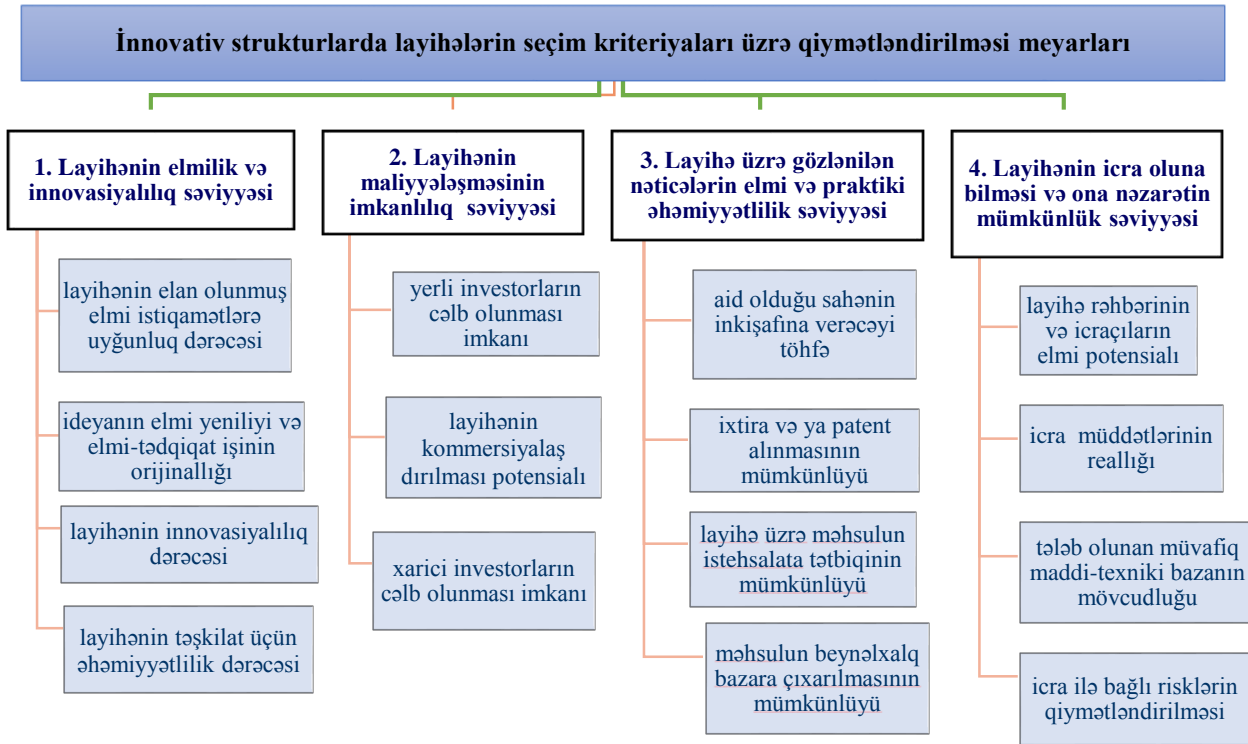 İnnovativ strukturlarda layihələrin seçim kriteriyaları üzrə qiymətləndirilməsi meyarları
1. Layihənin elmilik və
innovasiyalılıq səviyyəsi
layihənin elan olunmuş
elmi istiqamətlərə
uyğunluq dərəcəsi
ideyanın elmi yeniliyi və
elmi-tədqiqat işinin
orijinallığı
layihənin innovasiyalılıq
dərəcəsi
layihənin təşkilat üçün
əhəmiyyətlilik dərəcəsi
2. Layihənin
maliyyələşməsinin
imkanlılıq səviyyəsi
yerli investorların
cəlb olunması
imkanı
layihənin
kommersiyalaş
dırılması potensialı
xarici investorların
cəlb olunması imkanı
3. Layihə üzrə gözlənilən
nəticələrin elmi və praktiki
əhəmiyyətlilik səviyyəsi
aid olduğu sahənin
inkişafına verəcəyi
töhfə
ixtira və ya patent
alınmasının
mümkünlüyü
layihə üzrə məhsulun
istehsalata tətbiqinin
mümkünlüyü
məhsulun beynəlxalq
bazara çıxarılmasının
mümkünlüyü
4. Layihənin icra oluna
bilməsi və ona nəzarətin
mümkünlük səviyyəsi
layihə rəhbərinin
və icraçıların
elmi potensialı
icra müddətlərinin
reallığı
tələb olunan müvafiq
maddi-texniki bazanın
mövcudluğu
icra ilə bağlı risklərin
qiymətləndirilməsi